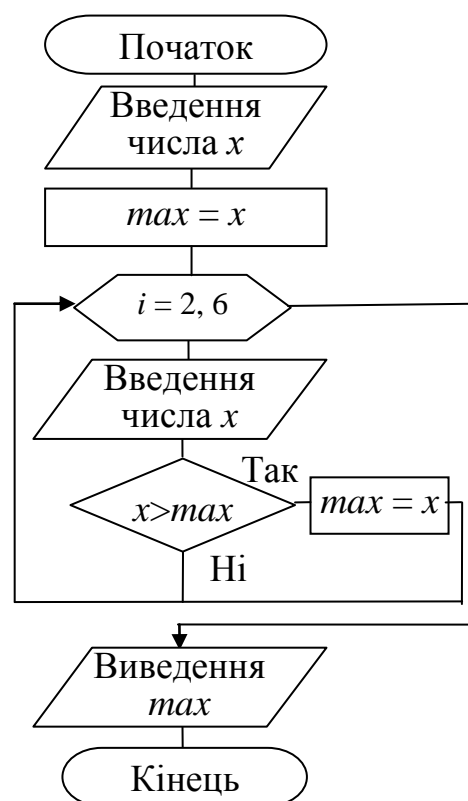 Початок
Введення
числа x
max = x
i = 2, 6
Введення
числа x
Так
x>max
max = x
Ні
Виведення
max
Кінець